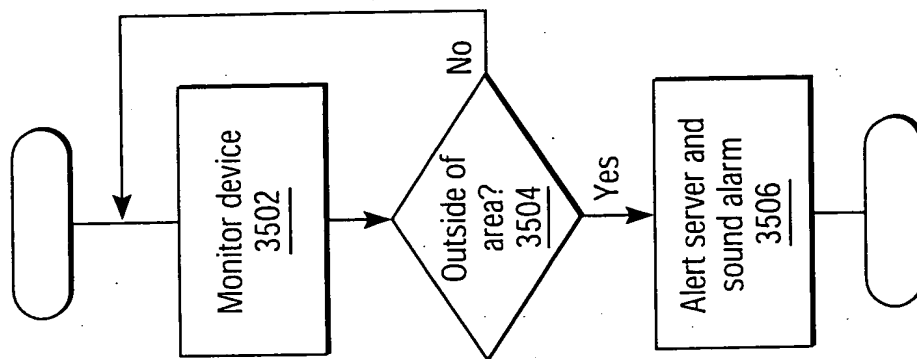 Monitor device
3502
Outside of
area?
3504
No
Yes
Alert server and
sound alarm
3506